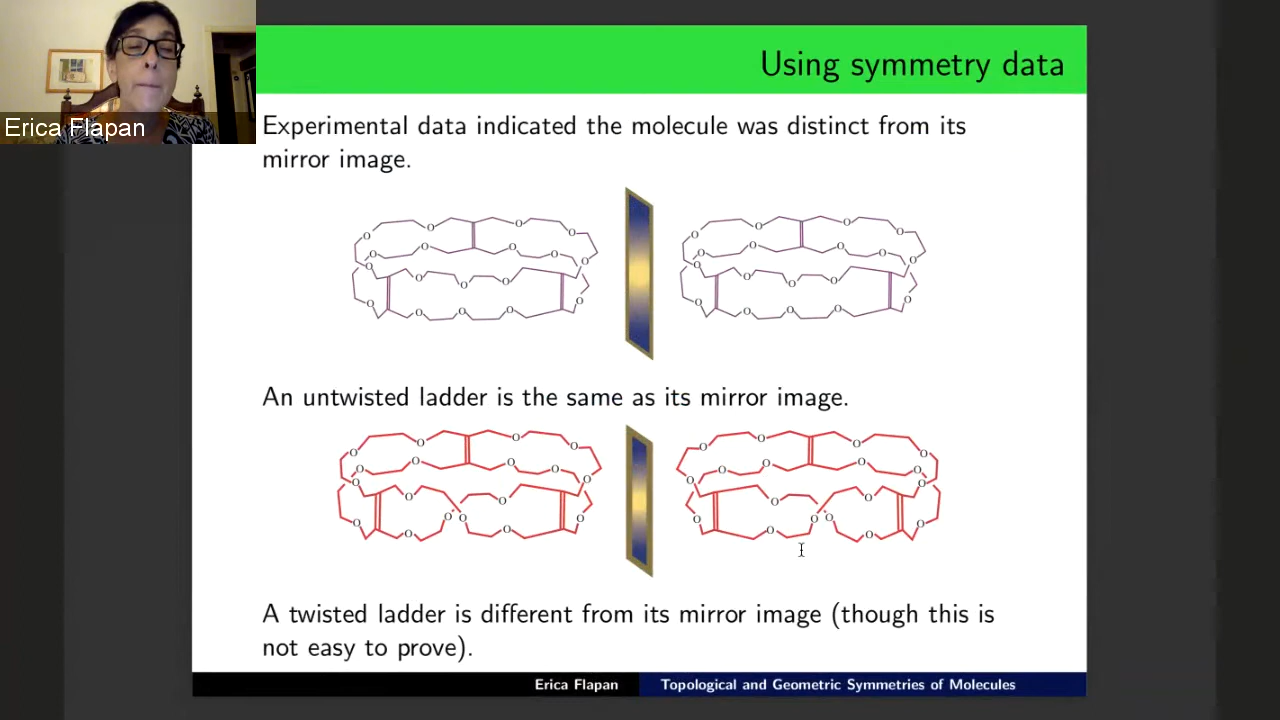 Using symmetry data
Erica Flapan
Experimental data indicated the molecule was distinct from its
mirror image.
An untwisted ladder is the same as its mirror image.
A twisted ladder is different from its mirror image (though this is
not easy to prove).
Erica Flapan Topological and Geometric Symmetries of Molecules